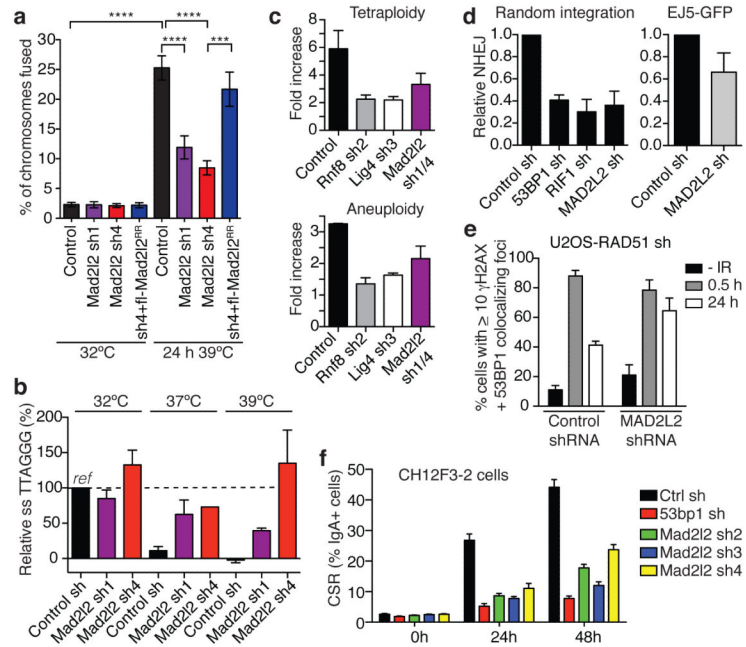 a
% of chromosomes fused
30
25
20
15
10
5
0
****
****
***
Control
Mad2l2 sh1
Mad2l2 sh4
sh4+fl-Mad2l2RR
Control
Mad2l2 sh1
Mad2l2 sh4
sh4+fl-Mad2l2RR
32ºC
24 h 39ºC
b
Relative ss TTAGGG (%)
32ºC
37ºC
39ºC
200
150
100
50
0
ref
Control sh
Mad2l2 sh1
Mad2l2 sh4
Control sh
Mad2l2 sh1
Mad2l2 sh4
Control sh
Mad2l2 sh1
Mad2l2 sh4
c
Tetraploidy
Fold increase
8
6
4
2
0
Control
Rnf8 sh2
Lig4 sh3
Mad2l2
sh1/4
Aneuploidy
Fold increase
3
2
1
0
Control
Rnf8 sh2
Lig4 sh3
Mad2l2
sh1/4
d
Random integration
Relative NHEJ
1.0
0.8
0.6
0.4
0.2
0.0
Control sh
53BP1 sh
RIF1 sh
MAD2L2 sh
EJ5-GFP
1.0
0.8
0.6
0.4
0.2
0.0
Control sh
MAD2L2 sh
e
U2OS-RAD51 sh
% cells with ≥ 10 γH2AX
+ 53BP1 colocalizing foci
100
80
60
40
20
0
- IR
0.5 h
24 h
Control
shRNA
MAD2L2
shRNA
f
CH12F3-2 cells
CSR (% IgA+ cells)
50
40
30
20
10
0
0h
24h
48h
Ctrl sh
53bp1 sh
Mad2l2 sh2
Mad2l2 sh3
Mad2l2 sh4